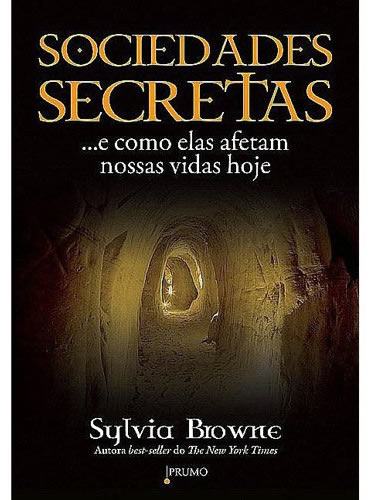 SOCIEDADES
SECRETAS
...e como elas afetam
nossas vidas hoje
Sylvia Browne
Autora best-seller do The New York Times
PRUMO